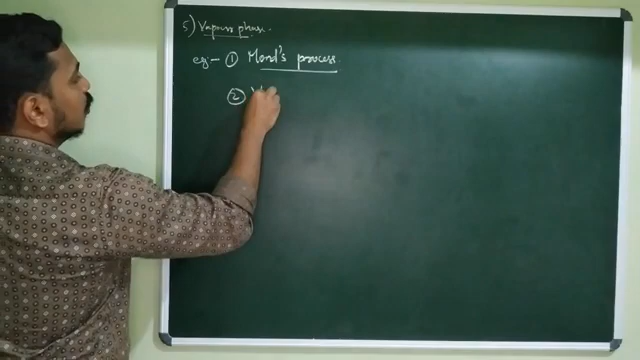 5) Vapour phase.
eg:- ① Mond's process.
②